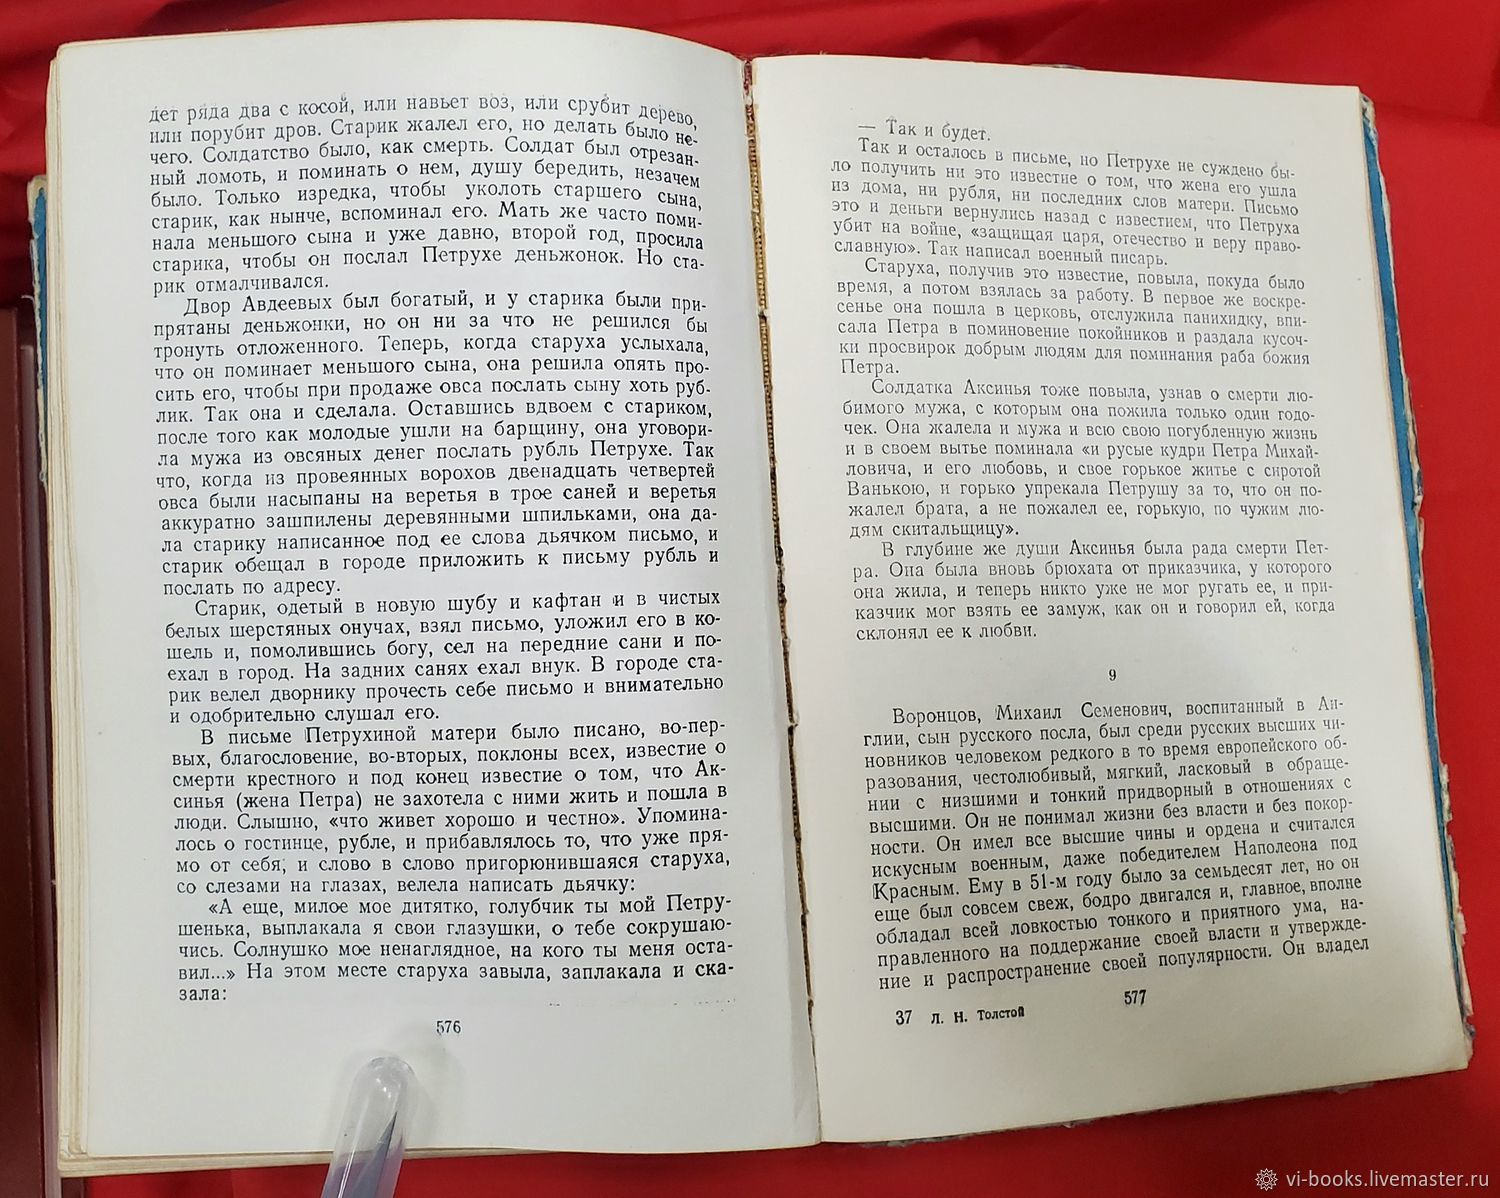 дет ряда два с косой, или навьет воз, или срубит дерево,
или порубит дров. Старик жалел его, но делать было не-
чего. Солдатство было, как смерть. Солдат был отрезан-
ный ломоть, и поминать о нем, душу бередить, незачем
было. Только изредка, чтобы уколоть старшего сына,
старик, как нынче, вспоминал его. Мать же часто поми-
нала меньшого сына и уже давно, второй год, просила
старика, чтобы он послал Петрухе деньжонок. Но ста-
рик отмалчивался.
Двор Авдеевых был богатый, и у старика были при-
прятаны деньжонки, но он ни за что не решился бы
тронуть отложенного. Теперь, когда старуха услыхала,
что он поминает меньшого сына, она решила опять про-
сить его, чтобы при продаже овса послать сыну хоть руб-
лик. Так она и сделала. Оставшись вдвоем с стариком,
после того как молодые ушли на барщину, она уговори-
ла мужа из овсяных денег послать рубль Петрухе. Так
что, когда из провеянных ворохов двенадцать четвертей
овса были насыпаны на веретья в трое саней и веретья
аккуратно зашпилены деревянными шпильками, она да-
ла старику написанное под ее слова дьячком письмо, и
старик обещал в городе приложить к письму рубль и
послать по адресу.
Старик, одетый в новую шубу и кафтан и в чистых
белых шерстяных онучах, взял письмо, уложил его в ко-
шель и, помолившись богу, сел на передние сани и по-
ехал в город. На задних санях ехал внук. В городе ста-
рик велел дворнику прочесть себе письмо и внимательно
и одобрительно слушал его.
В письме Петрухиной матери было писано, во-пер-
вых, благословение, во-вторых, поклоны всех, известие о
смерти крестного и под конец известие о том, что Ак-
синья (жена Петра) не захотела с ними жить и пошла в
люди. Слышно, «что живет хорошо и честно». Упомина-
лось о гостинце, рубле, и прибавлялось то, что уже пря-
мо от себя, и слово в слово пригорюнившаяся старуха,
со слезами на глазах, велела написать дьячку:
«А еще, милое мое дитятко, голубчик ты мой Петру-
шенька, выплакала я свои глазушки, о тебе сокрушаю-
чись. Солнушко мое ненаглядное, на кого ты меня оста-
вил...» На этом месте старуха завыла, заплакала и ска-
зала:
576
— Так и будет.
Так и осталось в письме, но Петрухе не суждено бы-
ло получить ни это известие о том, что жена его ушла
из дома, ни рубля, ни последних слов матери. Письмо
это и деньги вернулись назад с известием, что Петруха
убит на войне, «защищая царя, отечество и веру право-
славную». Так написал военный писарь.
Старуха, получив это известие, повыла, покуда было
время, а потом взялась за работу. В первое же воскре-
сенье она пошла в церковь, отслужила панихидку, впи-
сала Петра в поминовение покойников и раздала кусоч-
ки просвирок добрым людям для поминания раба божия
Петра.
Солдатка Аксинья тоже повыла, узнав о смерти лю-
бимого мужа, с которым она пожила только один годо-
чек. Она жалела и мужа и всю свою погубленную жизнь
и в своем вытье поминала «и русые кудри Петра Михай-
ловича, и его любовь, и свое горькое житье с сиротой
Ванькою, и горько упрекала Петрушу за то, что он по-
жалел брата, а не пожалел ее, горькую, по чужим лю-
дям скитальщицу».
В глубине же души Аксинья была рада смерти Пет-
ра. Она была вновь брюхата от приказчика, у которого
она жила, и теперь никто уже не мог ругать ее, и при-
казчик мог взять ее замуж, как он и говорил ей, когда
склонял ее к любви.
9
Воронцов, Михаил Семенович, воспитанный в Ан-
глии, сын русского посла, был среди русских высших чи-
новников человеком редкого в то время европейского об-
разования, честолюбивый, мягкий, ласковый в обраще-
нии с низшими и тонкий придворный в отношениях с
высшими. Он не понимал жизни без власти и без покор-
ности. Он имел все высшие чины и ордена и считался
искусным военным, даже победителем Наполеона под
Красным. Ему в 51-м году было за семьдесят лет, но он
еще был совсем свеж, бодро двигался и, главное, вполне
обладал всей ловкостью тонкого и приятного ума, на-
правленного на поддержание своей власти и утвержде-
ние и распространение своей популярности. Он владел
577
37 Л. Н. Толстой
vi-books.livemaster.ru